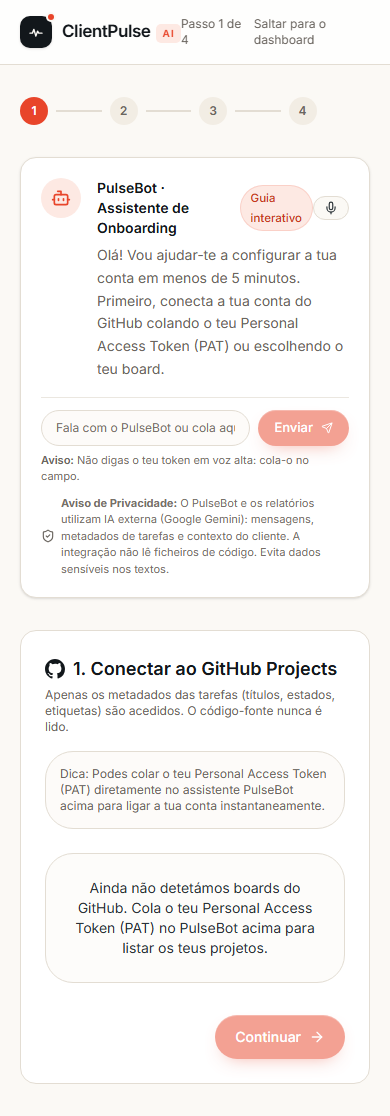 ClientPulse AI
Passo 1 de
4
Saltar para o
dashboard
1 2 3 4
PulseBot ·
Assistente de
Onboarding
Guia
interativo
Olá! Vou ajudar-te a configurar a tua
conta em menos de 5 minutos.
Primeiro, conecta a tua conta do
GitHub colando o teu Personal
Access Token (PAT) ou escolhendo o
teu board.
Fala com o PulseBot ou cola aqu
Enviar
Aviso: Não digas o teu token em voz alta: cola-o no
campo.
Aviso de Privacidade: O PulseBot e os relatórios
utilizam IA externa (Google Gemini): mensagens,
metadados de tarefas e contexto do cliente. A
integração não lê ficheiros de código. Evita dados
sensíveis nos textos.
1. Conectar ao GitHub Projects
Apenas os metadados das tarefas (títulos, estados,
etiquetas) são acedidos. O código-fonte nunca é
lido.
Dica: Podes colar o teu Personal Access Token
(PAT) diretamente no assistente PulseBot
acima para ligar a tua conta instantaneamente.
Ainda não detetámos boards do
GitHub. Cola o teu Personal Access
Token (PAT) no PulseBot acima para
listar os teus projetos.
Continuar